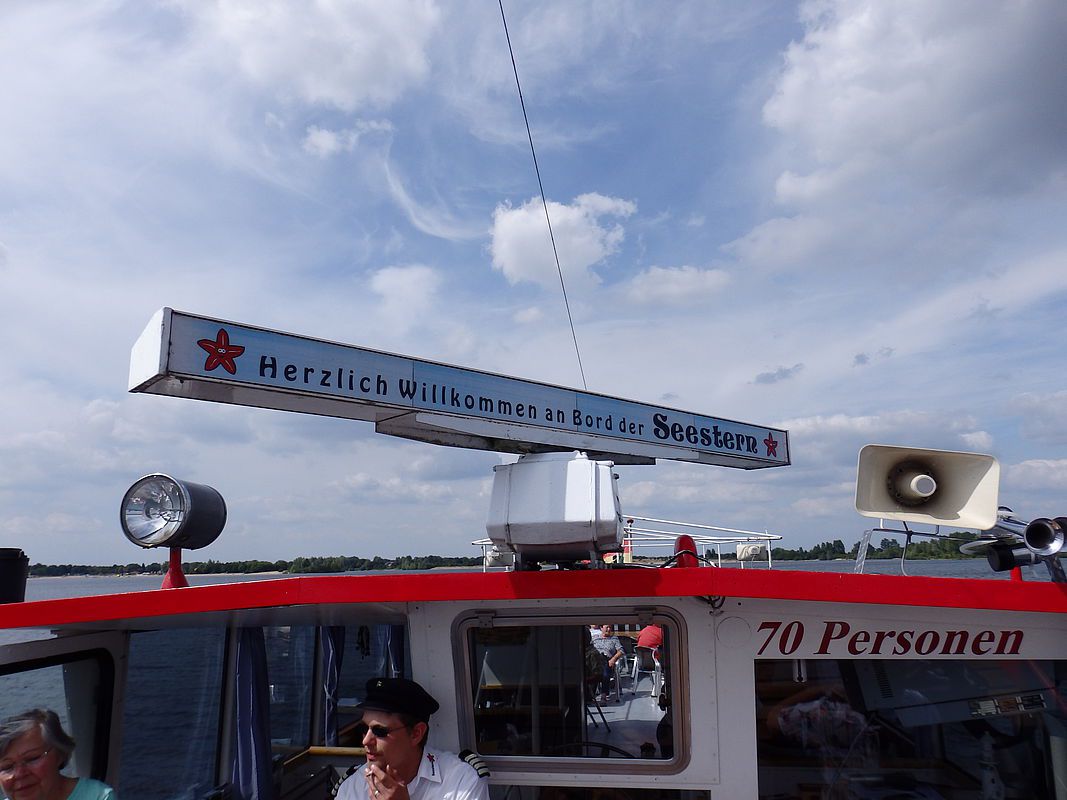 Herzlich Willkommen an Bord der Seestern
70 Personen